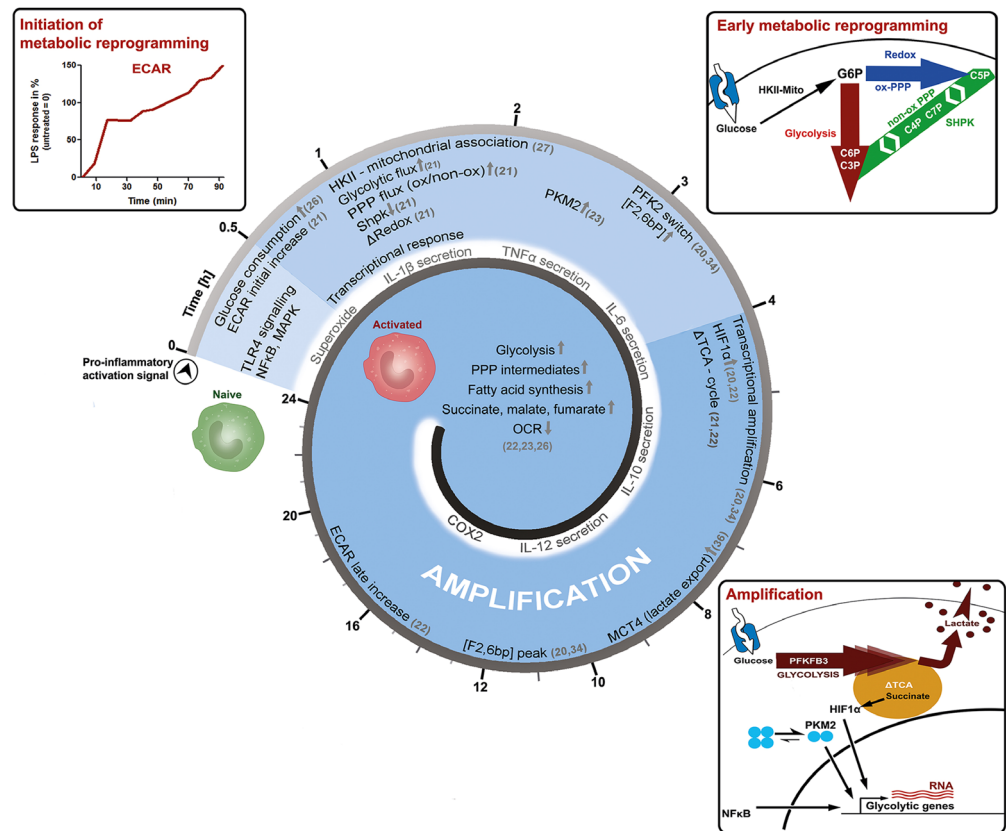 Initiation of
metabolic reprogramming
ECAR
LPS response in %
(untreated = 0)
150
100
50
0
10
30
50
70
90
Time (min)
Early metabolic reprogramming
Redox
G6P
ox-PPP
C5P
HKII-Mito
Glucose
Glycolysis
non-ox PPP
C4P C7P
SHPK
C6P
C3P
Time [h]
0
0.5
1
2
3
4
6
8
10
12
16
20
24
Pro-inflammatory
activation signal
Naive
Glucose consumption↑(26)
ECAR initial increase (21)
TLR4 signalling
NFκB, MAPK
HKII - mitochondrial association (27)
Glycolytic flux↑(21)
PPP flux (ox/non-ox)↑(21)
Shpk↓(21)
ΔRedox (21)
Transcriptional response
PKM2↑(23)
PFK2 switch
[F2,6bP]↑
(20,34)
Transcriptional amplification (20,34)
HIF1α↑(20,22)
ΔTCA - cycle (21,22)
MCT4 (lactate export)↑(36)
[F2,6bp] peak (20,34)
ECAR late increase (22)
Superoxide
IL-1β secretion
TNFα secretion
IL-6 secretion
IL-10 secretion
IL-12 secretion
COX2
Activated
Glycolysis ↑
PPP intermediates ↑
Fatty acid synthesis ↑
Succinate, malate, fumarate ↑
OCR ↓
(22,23,26)
AMPLIFICATION
Amplification
Lactate
Glucose
PFKFB3
GLYCOLYSIS
ΔTCA
Succinate
HIF1α
PKM2
RNA
NFκB
Glycolytic genes